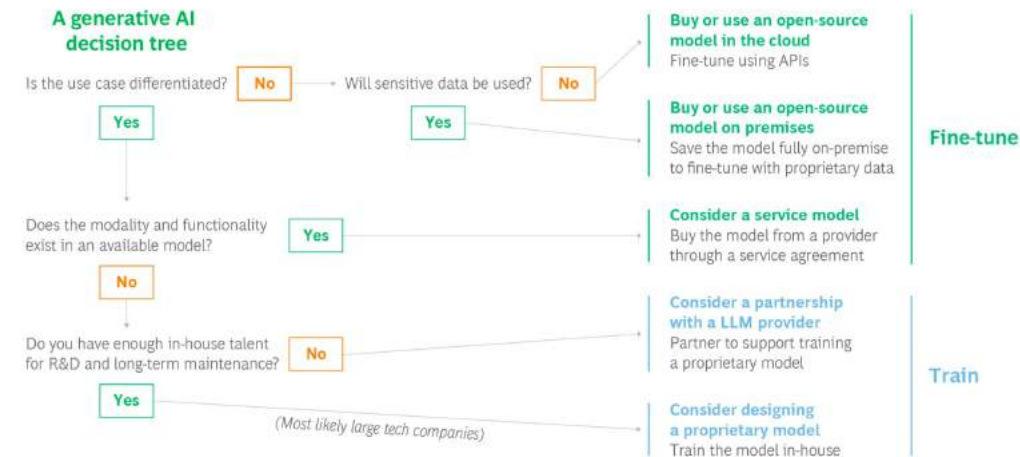 A generative AI
decision tree
Is the use case differentiated?
No
Will sensitive data be used?
No
Yes
Yes
Buy or use an open-source
model in the cloud
Fine-tune using APIs
Buy or use an open-source
model on premises
Save the model fully on-premise
to fine-tune with proprietary data
Fine-tune
Does the modality and functionality
exist in an available model?
Yes
No
Consider a service model
Buy the model from a provider
through a service agreement
Do you have enough in-house talent
for R&D and long-term maintenance?
No
Yes
(Most likely large tech companies)
Consider a partnership
with a LLM provider
Partner to support training
a proprietary model
Train
Consider designing
a proprietary model
Train the model in-house